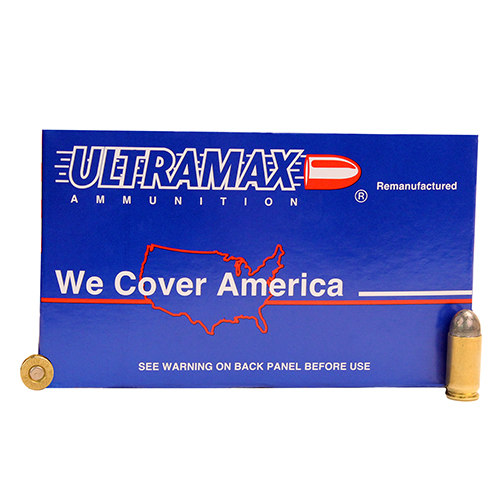 ULTRAMAX
AMMUNITION
® Remanufactured
We Cover America
SEE WARNING ON BACK PANEL BEFORE USE